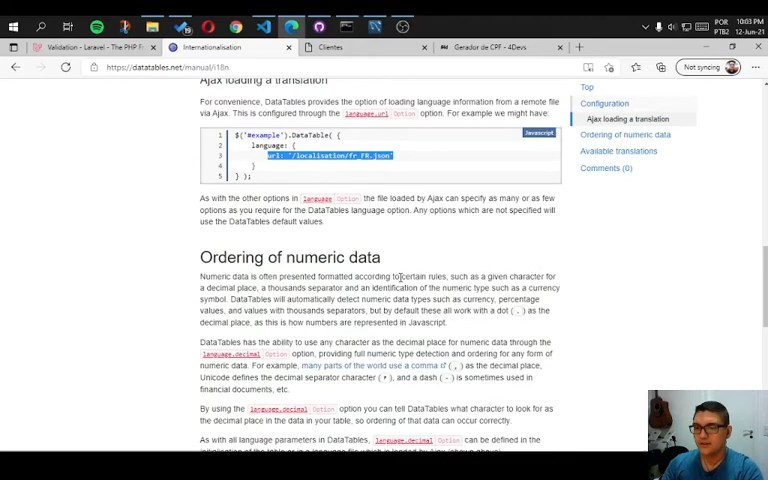 POR
PTB2
10:03 PM
12-Jun-21
Validation - Laravel - The PHP F
Internationalisation
Clientes
Gerador de CPF - 4Devs
https://datatables.net/manual/i18n
Not syncing
Ajax loading a translation
For convenience, DataTables provides the option of loading language information from a remote file
via Ajax. This is configured through the language.url Option option. For example we might have:
Javascript
1 $('#example').DataTable( {
2 language: {
3 url: '/localisation/fr_FR.json'
4 }
5 } );
As with the other options in language Option the file loaded by Ajax can specify as many or as few
options as you require for the DataTables language option. Any options which are not specified will
use the DataTables default values.
Ordering of numeric data
Numeric data is often presented formatted according to certain rules, such as a given character for
a decimal place, a thousands separator and an identification of the numeric type such as a currency
symbol. DataTables will automatically detect numeric data types such as currency, percentage
values, and values with thousands separators, but by default these all work with a dot ( . ) as the
decimal place, as this is how numbers are represented in Javascript.
DataTables has the ability to use any character as the decimal place for numeric data through the
language.decimal Option option, providing full numeric type detection and ordering for any form of
numeric data. For example, many parts of the world use a comma ( , ) as the decimal place,
Unicode defines the decimal separator character ( ⎖ ), and a dash ( - ) is sometimes used in
financial documents, etc.
By using the language.decimal Option option you can tell DataTables what character to look for as
the decimal place in your table, so ordering of that data can occur correctly.
As with all language parameters in DataTables, language.decimal Option can be defined in the
Top
Configuration
Ajax loading a translation
Ordering of numeric data
Available translations
Comments (0)